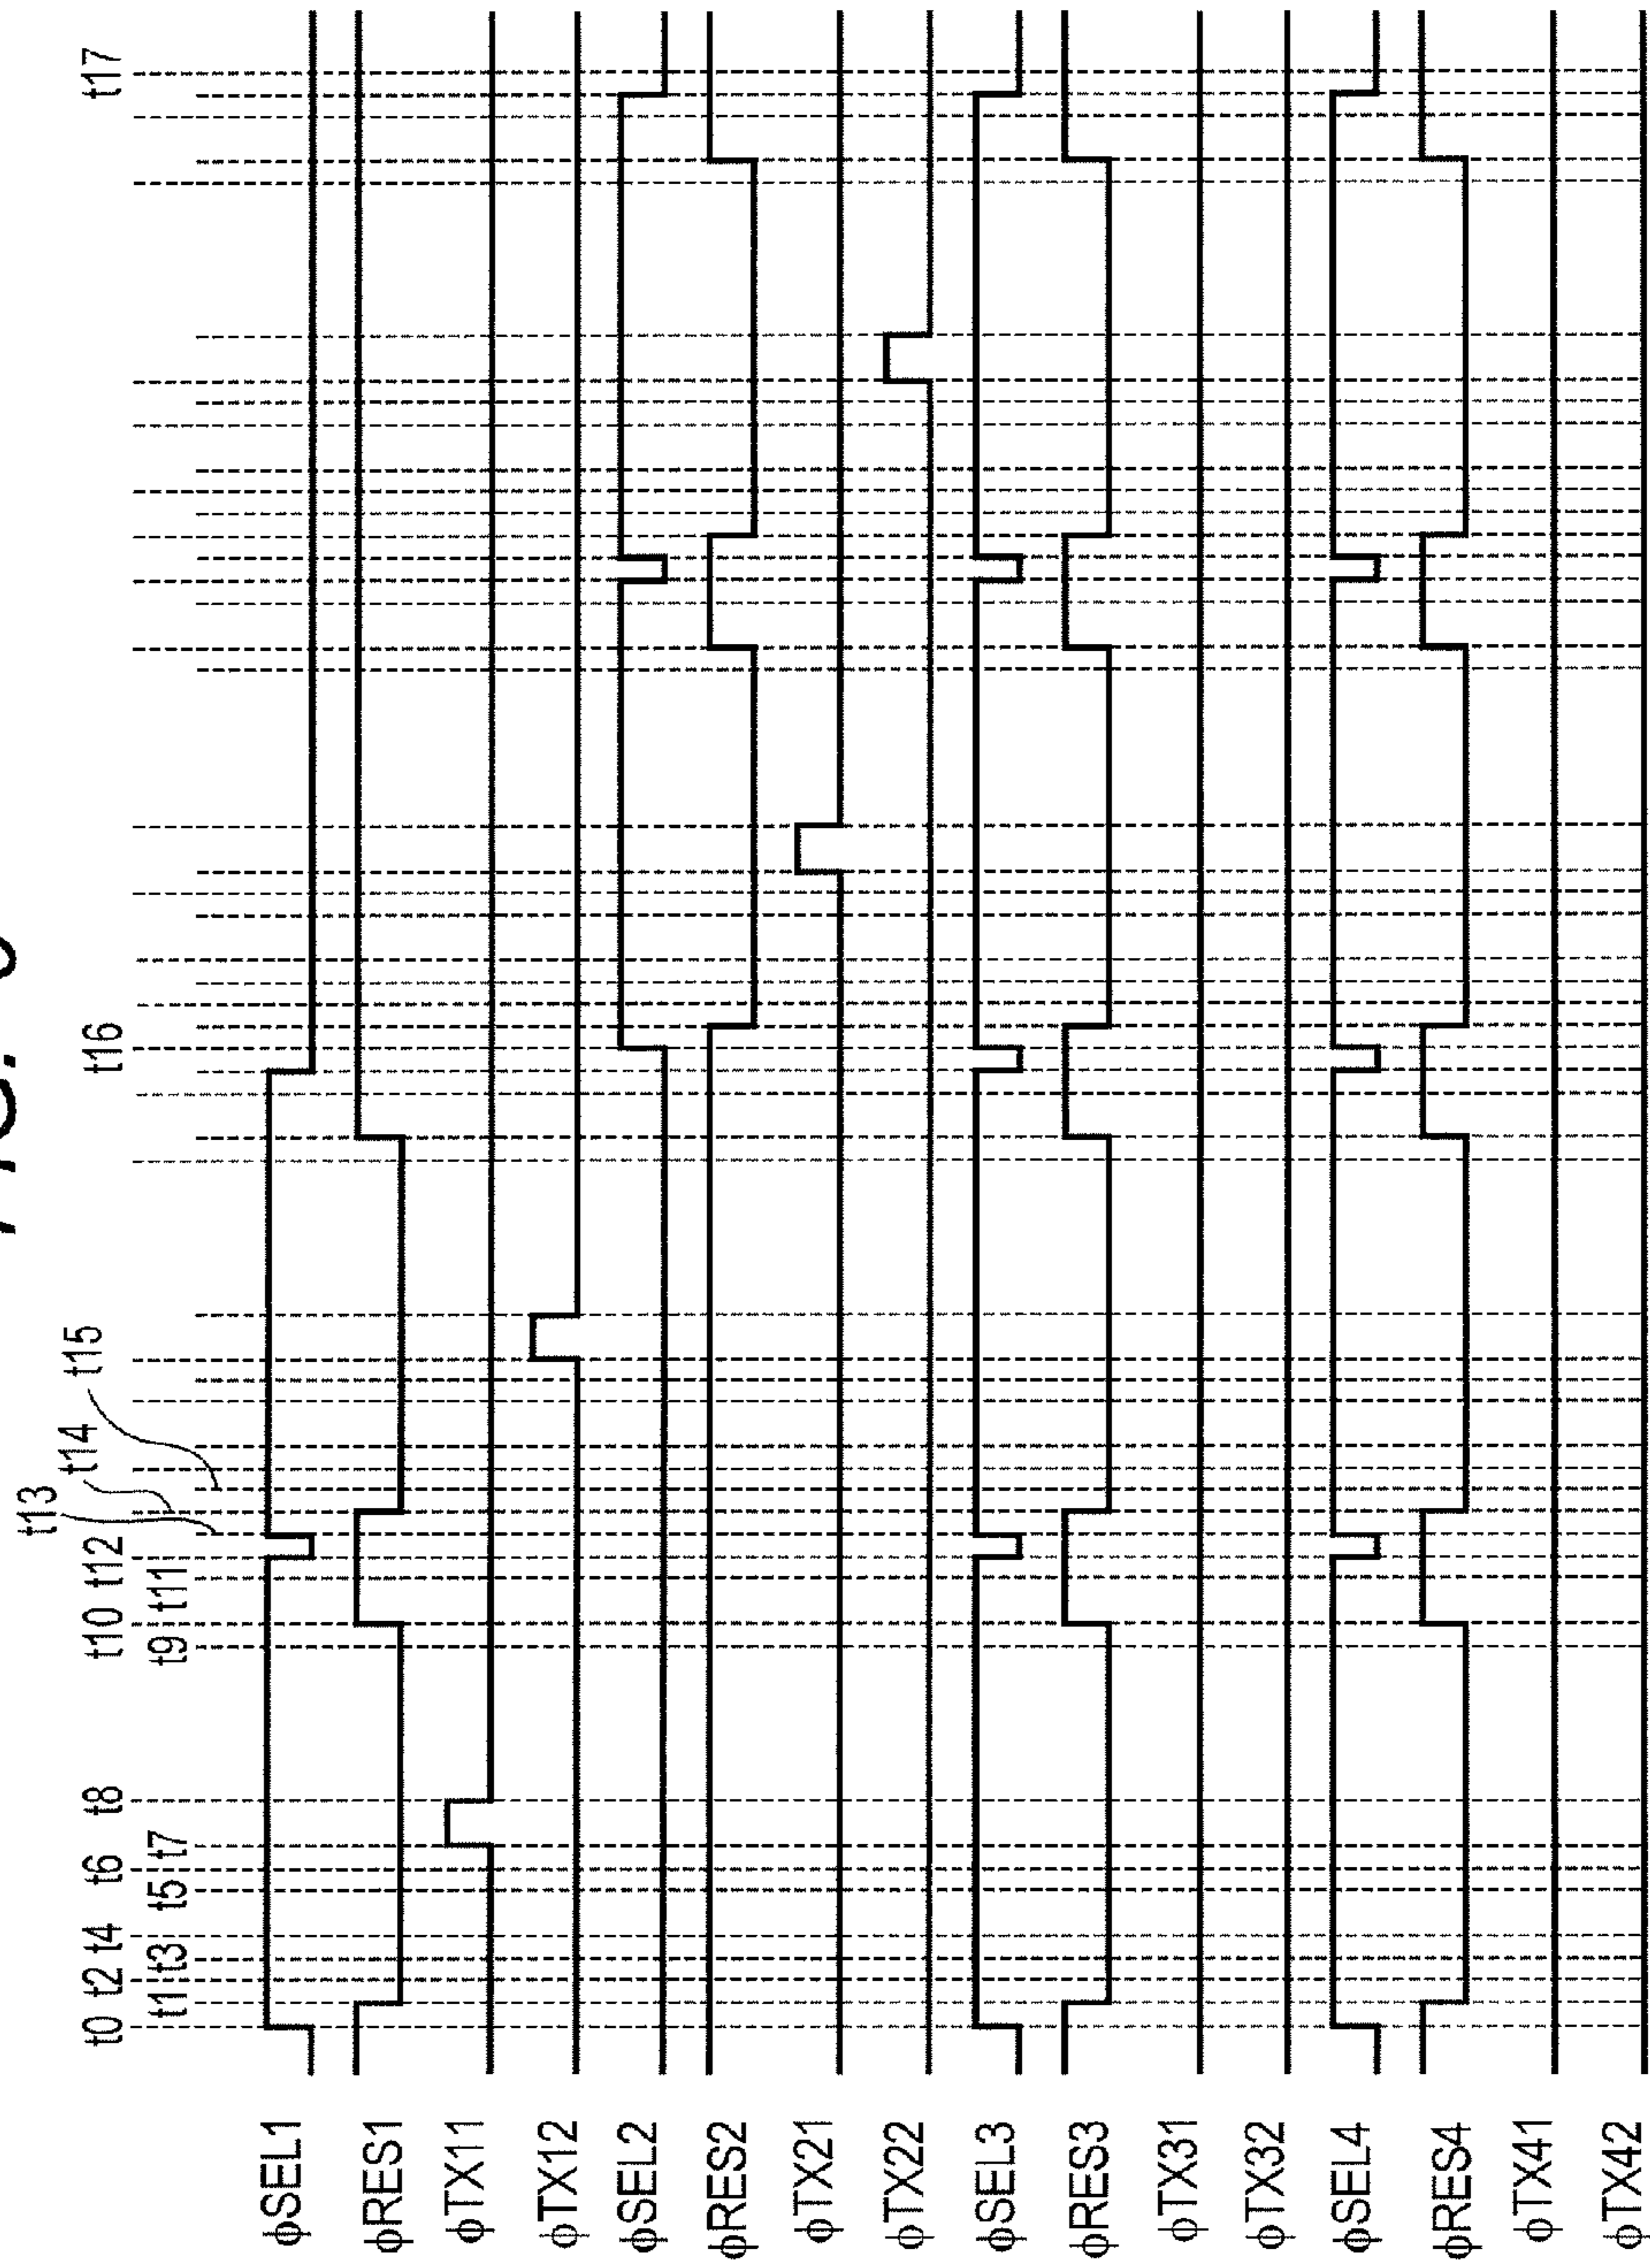 t13
t0 t2 t4 t6 t8 t10 t12 t14 t15 t16 t17
t1 t3 t5 t7 t9 t11
ϕSEL1
ϕRES1
ϕTX11
ϕTX12
ϕSEL2
ϕRES2
ϕTX21
ϕTX22
ϕSEL3
ϕRES3
ϕTX31
ϕTX32
ϕSEL4
ϕRES4
ϕTX41
ϕTX42